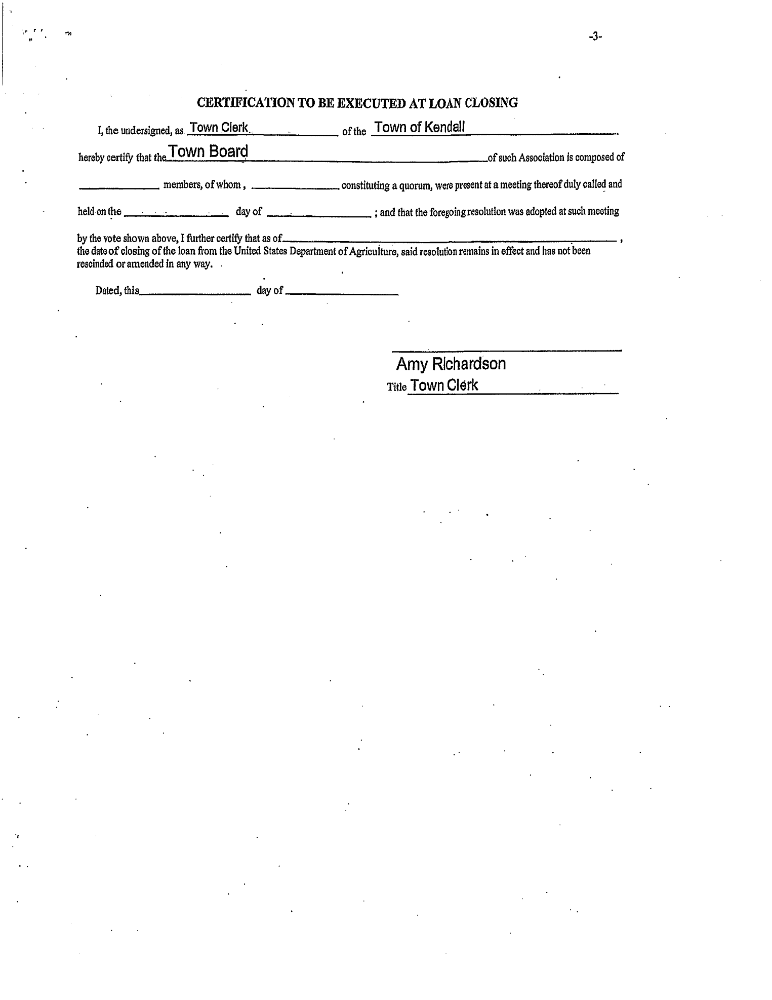 -3-
CERTIFICATION TO BE EXECUTED AT LOAN CLOSING
I, the undersigned, as Town Clerk of the Town of Kendall
hereby certify that the Town Board of such Association is composed of
members, of whom, constituting a quorum, were present at a meeting thereof duly called and
held on the day of ; and that the foregoing resolution was adopted at such meeting
by the vote shown above, I further certify that as of ,
the date of closing of the loan from the United States Department of Agriculture, said resolution remains in effect and has not been
rescinded or amended in any way.
Dated, this day of
Amy Richardson
Title Town Clerk